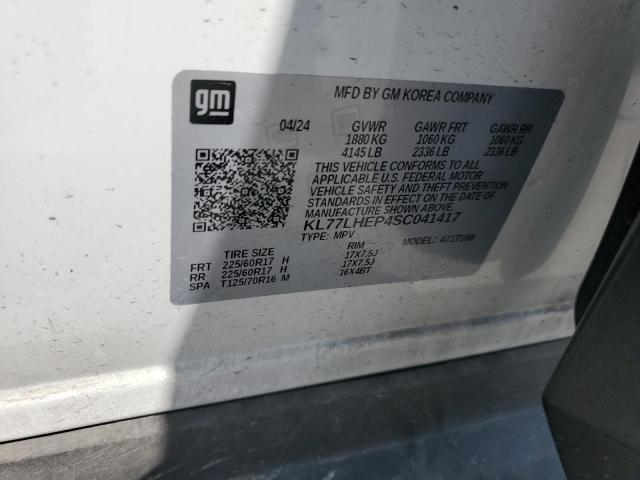 gm
MFD BY GM KOREA COMPANY
04/24 GVWR GAWR FRT GAWR RR
1880 KG 1060 KG 1060 KG
4145 LB 2336 LB 2336 LB
THIS VEHICLE CONFORMS TO ALL
APPLICABLE U.S. FEDERAL MOTOR
VEHICLE SAFETY AND THEFT PREVENTION
STANDARDS IN EFFECT ON THE DATE OF
MANUFACTURE SHOWN ABOVE.
KL77LHEP4SC041417
TYPE: MPV MODEL: 4T1TU58
TIRE SIZE RIM
FRT 225/60R17 H 17X7.5J
RR 225/60R17 H 17X7.5J
SPA T125/70R16 M 16X4BT